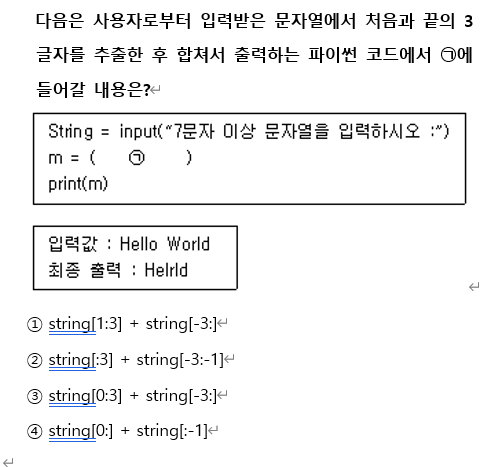 다음은 사용자로부터 입력받은 문자열에서 처음과 끝의 3
글자를 추출한 후 합쳐서 출력하는 파이썬 코드에서 ㉠에
들어갈 내용은?↵
String = input(“7문자 이상 문자열을 입력하시오 :”)
m = ( ㉠ )
print(m)
입력값 : Hello World
최종 출력 : Helrld
↵
① string[1:3] + string[-3:]↵
② string[:3] + string[-3:-1]↵
③ string[0:3] + string[-3:]↵
④ string[0:] + string[:-1]↵
↵